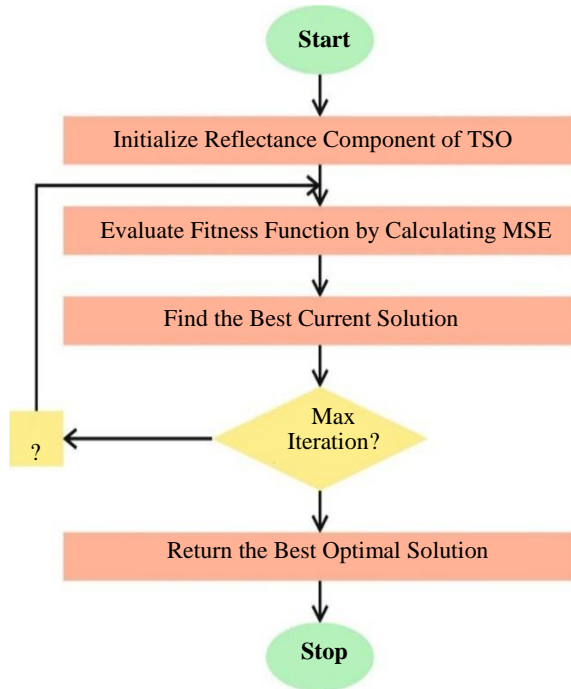 Start
Initialize Reflectance Component of TSO
Evaluate Fitness Function by Calculating MSE
Find the Best Current Solution
Max
Iteration?
?
Return the Best Optimal Solution
Stop